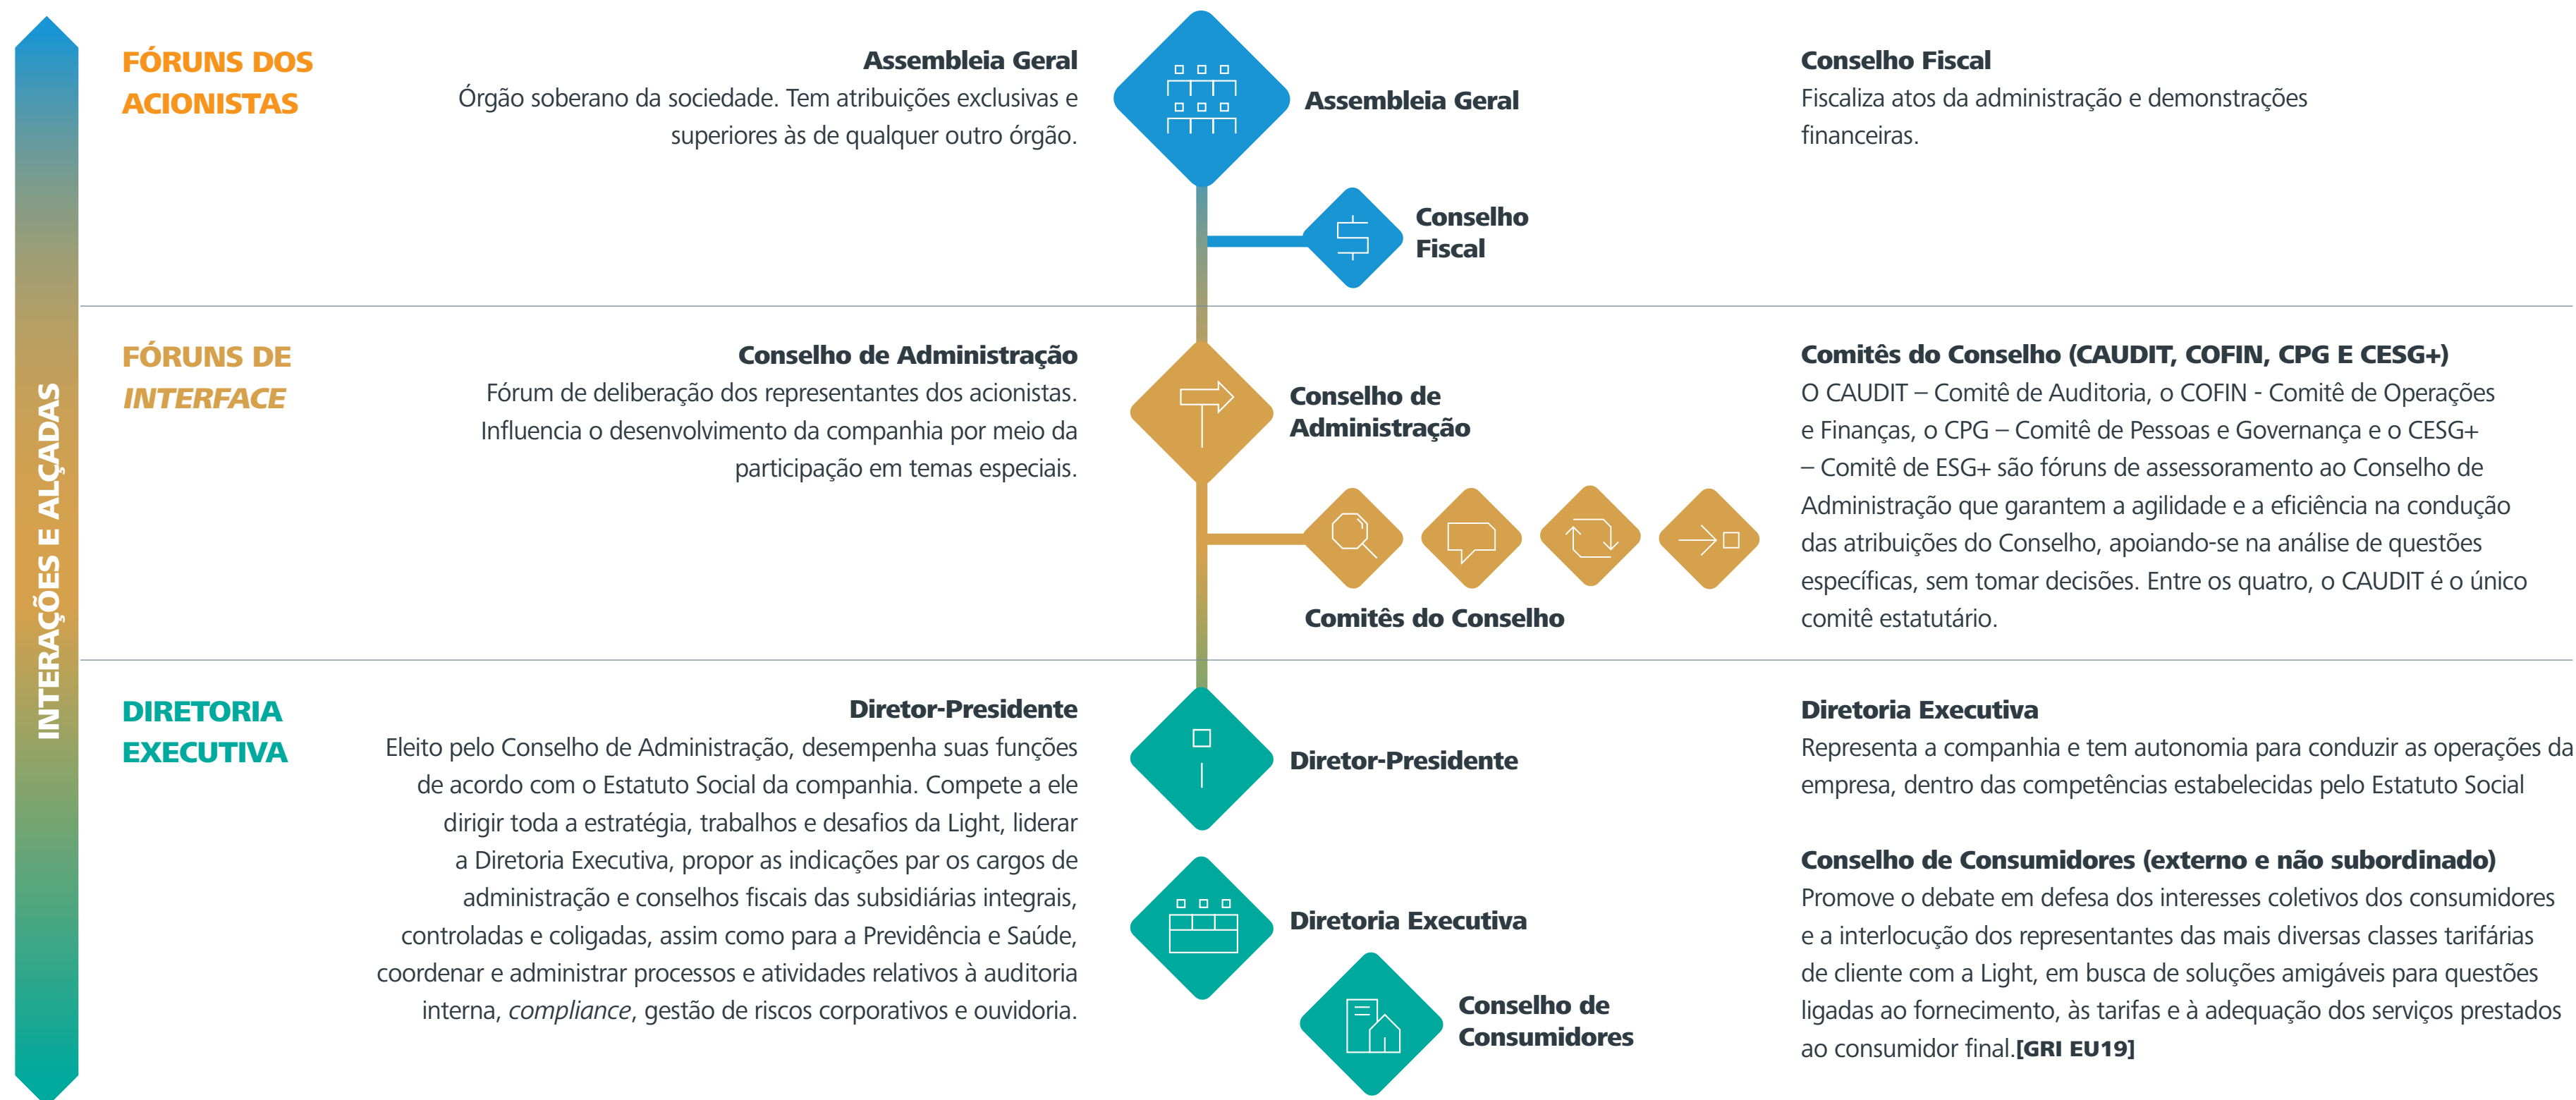 INTERAÇÕES E ALÇADAS
FÓRUNS DOS
ACIONISTAS
Assembleia Geral
Órgão soberano da sociedade. Tem atribuições exclusivas e
superiores às de qualquer outro órgão.
Assembleia Geral
Conselho
Fiscal
Conselho Fiscal
Fiscaliza atos da administração e demonstrações
financeiras.
FÓRUNS DE
INTERFACE
Conselho de Administração
Fórum de deliberação dos representantes dos acionistas.
Influencia o desenvolvimento da companhia por meio da
participação em temas especiais.
Conselho de
Administração
Comitês do Conselho
Comitês do Conselho (CAUDIT, COFIN, CPG E CESG+)
O CAUDIT – Comitê de Auditoria, o COFIN - Comitê de Operações
e Finanças, o CPG – Comitê de Pessoas e Governança e o CESG+
– Comitê de ESG+ são fóruns de assessoramento ao Conselho de
Administração que garantem a agilidade e a eficiência na condução
das atribuições do Conselho, apoiando-se na análise de questões
específicas, sem tomar decisões. Entre os quatro, o CAUDIT é o único
comitê estatutário.
DIRETORIA
EXECUTIVA
Diretor-Presidente
Eleito pelo Conselho de Administração, desempenha suas funções
de acordo com o Estatuto Social da companhia. Compete a ele
dirigir toda a estratégia, trabalhos e desafios da Light, liderar
a Diretoria Executiva, propor as indicações par os cargos de
administração e conselhos fiscais das subsidiárias integrais,
controladas e coligadas, assim como para a Previdência e Saúde,
coordenar e administrar processos e atividades relativos à auditoria
interna, compliance, gestão de riscos corporativos e ouvidoria.
Diretor-Presidente
Diretoria Executiva
Conselho de
Consumidores
Diretoria Executiva
Representa a companhia e tem autonomia para conduzir as operações da
empresa, dentro das competências estabelecidas pelo Estatuto Social
Conselho de Consumidores (externo e não subordinado)
Promove o debate em defesa dos interesses coletivos dos consumidores
e a interlocução dos representantes das mais diversas classes tarifárias
de cliente com a Light, em busca de soluções amigáveis para questões
ligadas ao fornecimento, às tarifas e à adequação dos serviços prestados
ao consumidor final.[GRI EU19]